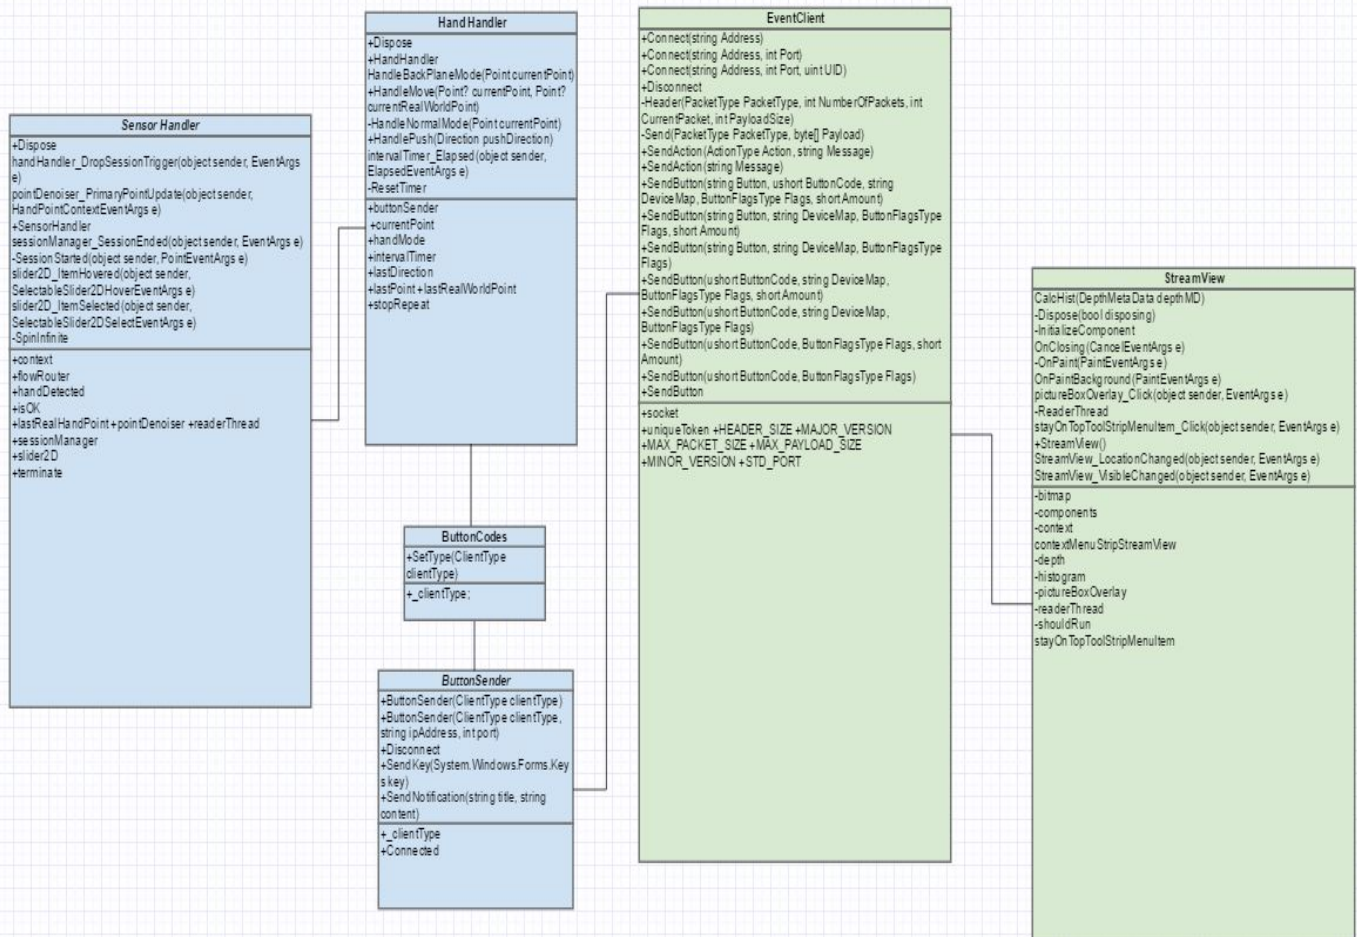 Sensor Handler
+Dispose
handHandler_DropSessionTrigger(object sender, EventArgs
e)
pointDenoiser_PrimaryPointUpdate(object sender,
HandPointContextEventArgs e)
+SensorHandler
sessionManager_SessionEnded(object sender, EventArgs e)
-SessionStarted(object sender, PointEventArgs e)
slider2D_ItemHovered(object sender,
SelectableSlider2DHoverEventArgs e)
slider2D_ItemSelected(object sender,
SelectableSlider2DSelectEventArgs e)
-SpinInfinite
+context
+flowRouter
+handDetected
+isOK
+lastRealHandPoint +pointDenoiser +readerThread
+sessionManager
+slider2D
+terminate
HandHandler
+Dispose
+HandHandler
HandleBackPlaneMode(Point currentPoint)
+HandleMove(Point? currentPoint, Point?
currentRealWorldPoint)
-HandleNormalMode(Point currentPoint)
+HandlePush(Direction pushDirection)
intervalTimer_Elapsed(object sender,
ElapsedEventArgs e)
-ResetTimer
+buttonSender
+currentPoint
+handMode
+intervalTimer
+lastDirection
+lastPoint +lastRealWorldPoint
+stopRepeat
ButtonCodes
+SetType(ClientType
clientType)
+_clientType;
ButtonSender
+ButtonSender(ClientType clientType)
+ButtonSender(ClientType clientType,
string ipAddress, int port)
+Disconnect
+SendKey(System.Windows.Forms.Key
s key)
+SendNotification(string title, string
content)
+_clientType
+Connected
EventClient
+Connect(string Address)
+Connect(string Address, int Port)
+Connect(string Address, int Port, uint UID)
+Disconnect
-Header(PacketType PacketType, int NumberOfPackets, int
CurrentPacket, int PayloadSize)
-Send(PacketType PacketType, byte[] Payload)
+SendAction(ActionType Action, string Message)
+SendAction(string Message)
+SendButton(string Button, ushort ButtonCode, string
DeviceMap, ButtonFlagsType Flags, short Amount)
+SendButton(string Button, string DeviceMap, ButtonFlagsType
Flags, short Amount)
+SendButton(string Button, string DeviceMap, ButtonFlagsType
Flags)
+SendButton(ushort ButtonCode, string DeviceMap,
ButtonFlagsType Flags, short Amount)
+SendButton(ushort ButtonCode, string DeviceMap,
ButtonFlagsType Flags)
+SendButton(ushort ButtonCode, ButtonFlagsType Flags, short
Amount)
+SendButton(ushort ButtonCode, ButtonFlagsType Flags)
+SendButton
+socket
+uniqueToken +HEADER_SIZE +MAJOR_VERSION
+MAX_PACKET_SIZE +MAX_PAYLOAD_SIZE
+MINOR_VERSION +STD_PORT
StreamView
CalcHist(DepthMetaData depthMD)
-Dispose(bool disposing)
-InitializeComponent
OnClosing(CancelEventArgs e)
-OnPaint(PaintEventArgs e)
OnPaintBackground(PaintEventArgs e)
pictureBoxOverlay_Click(object sender, EventArgs e)
-ReaderThread
stayOnTopToolStripMenuItem_Click(object sender, EventArgs e)
+StreamView()
StreamView_LocationChanged(object sender, EventArgs e)
StreamView_VisibleChanged(object sender, EventArgs e)
-bitmap
-components
-context
contextMenuStripStreamView
-depth
-histogram
-pictureBoxOverlay
-readerThread
-shouldRun
stayOnTopToolStripMenuItem